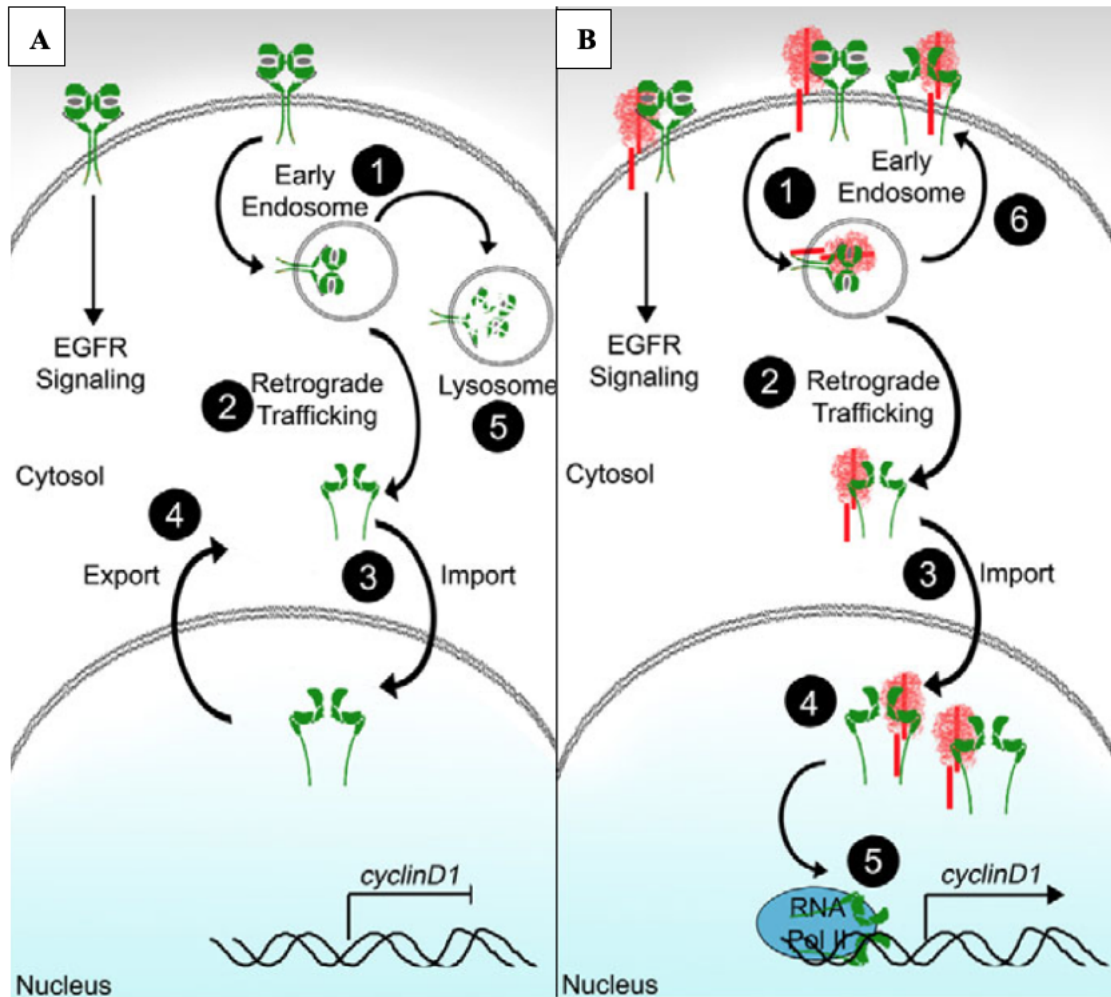 A
1
Early
Endosome
EGFR
Signaling
2
Retrograde
Trafficking
Lysosome
5
Cytosol
4
Export
3
Import
cyclinD1
Nucleus
B
1
Early
Endosome
6
EGFR
Signaling
2
Retrograde
Trafficking
Cytosol
3
Import
4
5
cyclinD1
RNA
Pol II
Nucleus